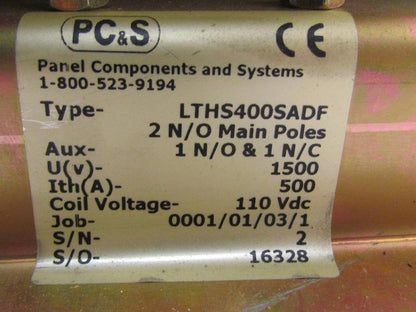 PC&S CE
Panel Components and Systems
1-800-523-9194
Type- LTHS400SADF
2 N/O Main Poles
Aux- 1 N/O & 1 N/C
U(v)- 1500
Ith(A)- 500
Coil Voltage- 110 Vdc
Job- 0001/01/03/1
S/N- 2
S/O- 16328